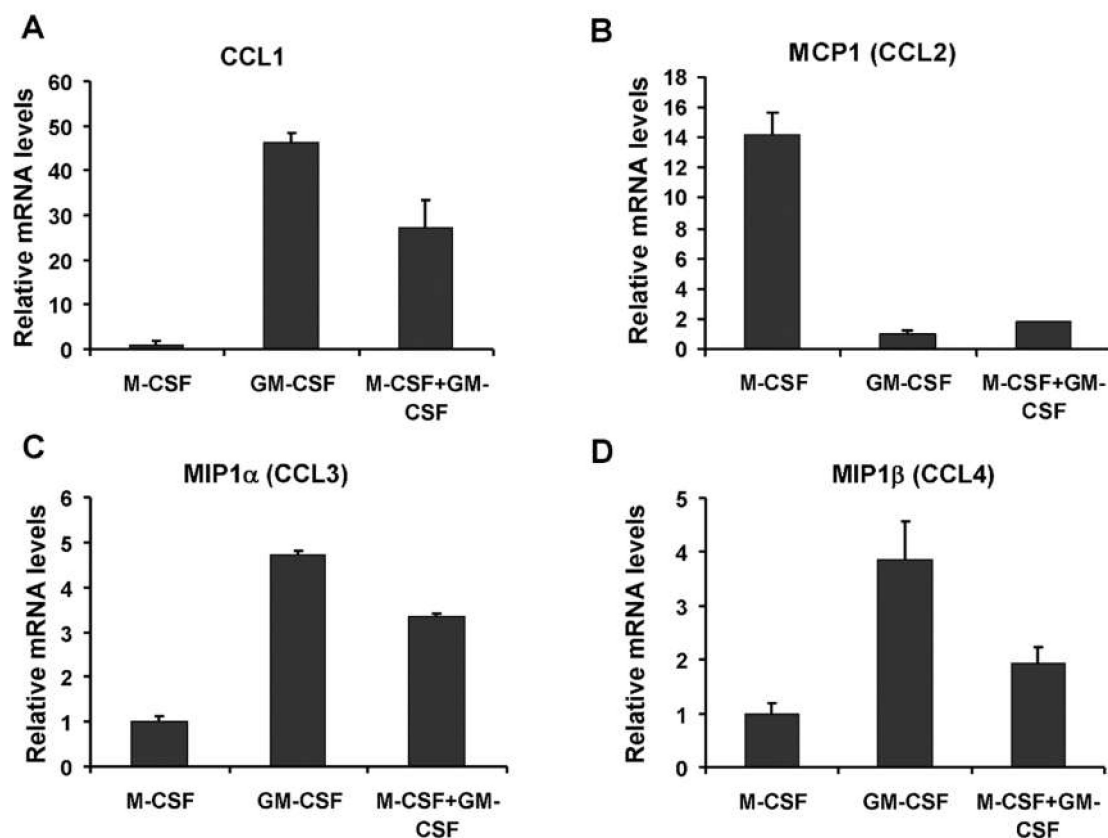 A
CCL1
Relative mRNA levels
60
50
40
30
20
10
0
M-CSF
GM-CSF
M-CSF+GM-
CSF
B
MCP1 (CCL2)
Relative mRNA levels
18
16
14
12
10
8
6
4
2
0
M-CSF
GM-CSF
M-CSF+GM-
CSF
C
MIP1α (CCL3)
Relative mRNA levels
6
5
4
3
2
1
0
M-CSF
GM-CSF
M-CSF+GM-
CSF
D
MIP1β (CCL4)
Relative mRNA levels
5
4
3
2
1
0
M-CSF
GM-CSF
M-CSF+GM-
CSF